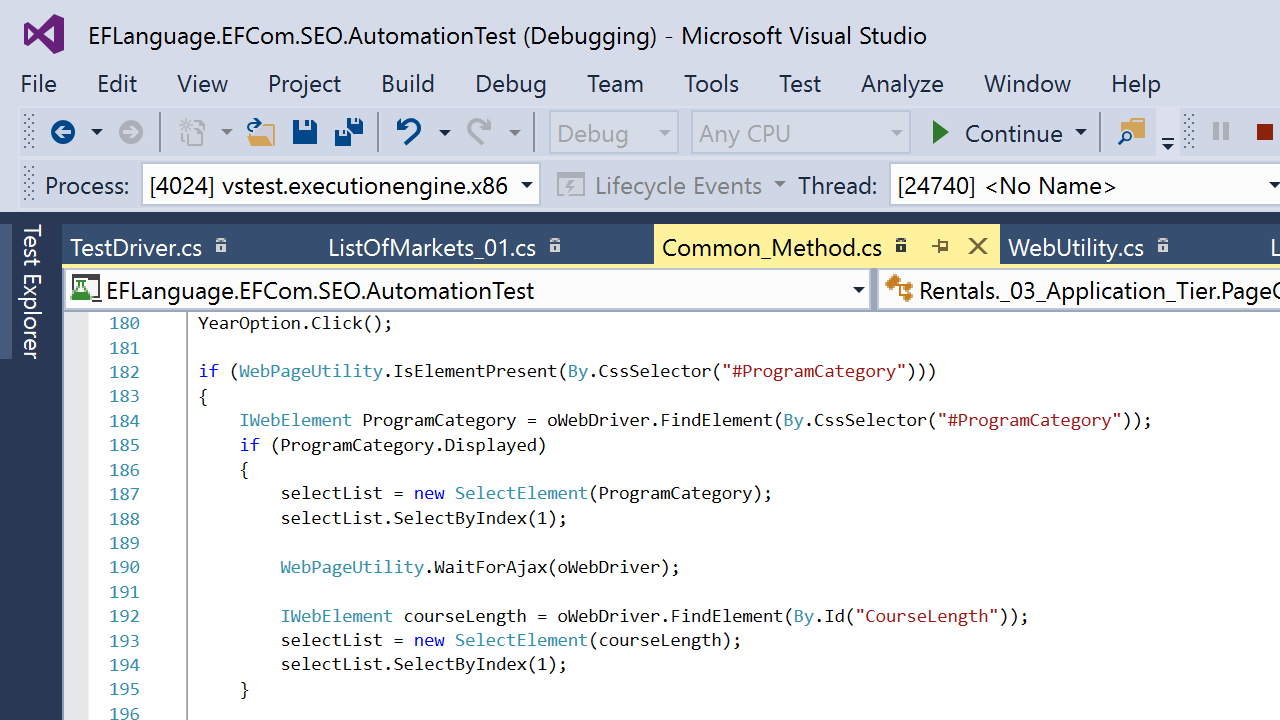 EFLanguage.EFCom.SEO.AutomationTest (Debugging) - Microsoft Visual Studio
File Edit View Project Build Debug Team Tools Test Analyze Window Help
Debug Any CPU Continue
Process: [4024] vstest.executionengine.x86 Lifecycle Events Thread: [24740] <No Name>
Test Explorer
TestDriver.cs ListOfMarkets_01.cs Common_Method.cs WebUtility.cs L
EFLanguage.EFCom.SEO.AutomationTest Rentals._03_Application_Tier.PageC
180 YearOption.Click();
181
182 if (WebPageUtility.IsElementPresent(By.CssSelector("#ProgramCategory")))
183 {
184 IWebElement ProgramCategory = oWebDriver.FindElement(By.CssSelector("#ProgramCategory"));
185 if (ProgramCategory.Displayed)
186 {
187 selectList = new SelectElement(ProgramCategory);
188 selectList.SelectByIndex(1);
189
190 WebPageUtility.WaitForAjax(oWebDriver);
191
192 IWebElement courseLength = oWebDriver.FindElement(By.Id("CourseLength"));
193 selectList = new SelectElement(courseLength);
194 selectList.SelectByIndex(1);
195 }
196